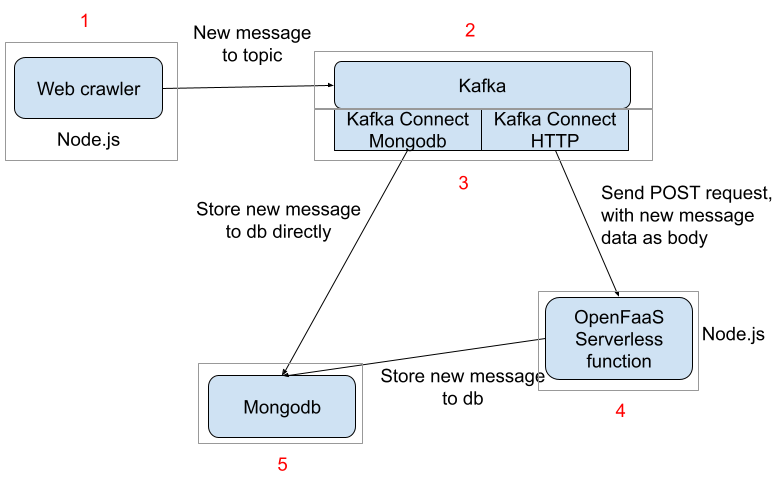 1
New message
to topic
2
Web crawler
Node.js
Kafka
Kafka Connect
Mongodb
Kafka Connect
HTTP
3
Store new message
to db directly
Send POST request,
with new message
data as body
OpenFaaS
Serverless
function
Node.js
4
Store new message
to db
Mongodb
5